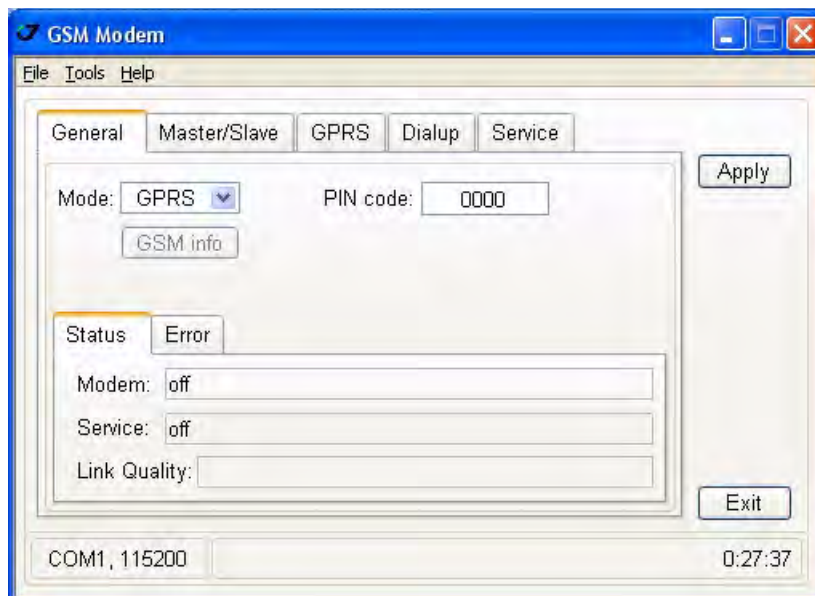 GSM Modem
File Tools Help
General Master/Slave GPRS Dialup Service
Apply
Mode: GPRS PIN code: 0000
GSM info
Status Error
Modem: off
Service: off
Link Quality:
Exit
COM1, 115200 0:27:37